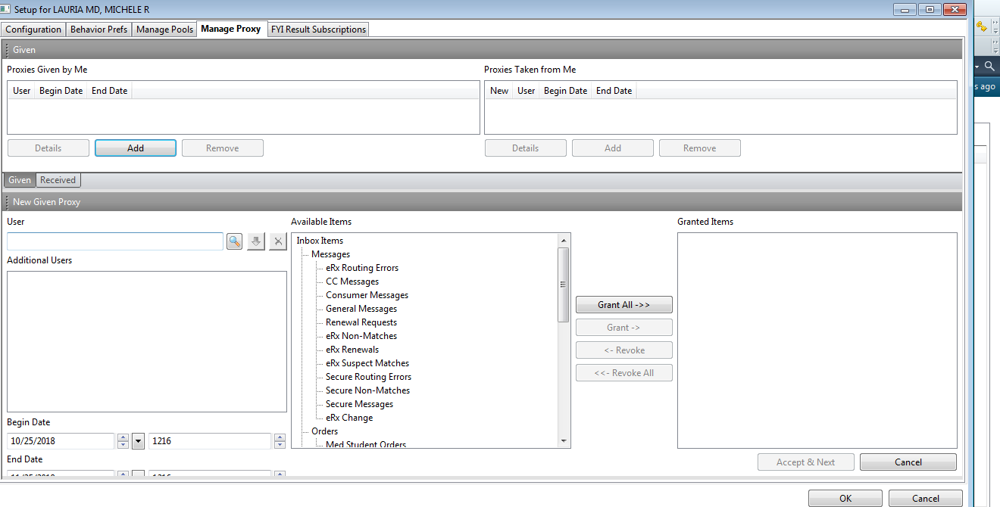 Setup for LAURIA MD, MICHELE R
Configuration Behavior Prefs Manage Pools Manage Proxy FYI Result Subscriptions
Given
Proxies Given by Me Proxies Taken from Me
User Begin Date End Date New User Begin Date End Date
s ago
Details Add Remove Details Add Remove
Given Received
New Given Proxy
User Available Items Granted Items
Inbox Items
Messages
Additional Users
eRx Routing Errors
CC Messages
Consumer Messages
Grant All ->>
General Messages
Renewal Requests
Grant ->
eRx Non-Matches
eRx Renewals
<- Revoke
eRx Suspect Matches
<<- Revoke All
Secure Routing Errors
Secure Non-Matches
Secure Messages
eRx Change
Begin Date
Orders
10/25/2018 1216
Med Student Orders
End Date
Accept & Next Cancel
11/25/2018 1216
OK Cancel